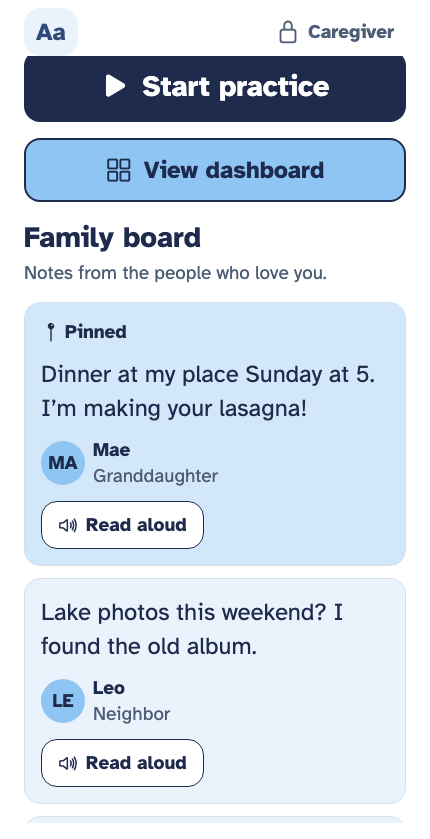 Aa
Caregiver
Start practice
View dashboard
Family board
Notes from the people who love you.
Pinned
Dinner at my place Sunday at 5.
I’m making your lasagna!
MA
Mae
Granddaughter
Read aloud
Lake photos this weekend? I
found the old album.
LE
Leo
Neighbor
Read aloud